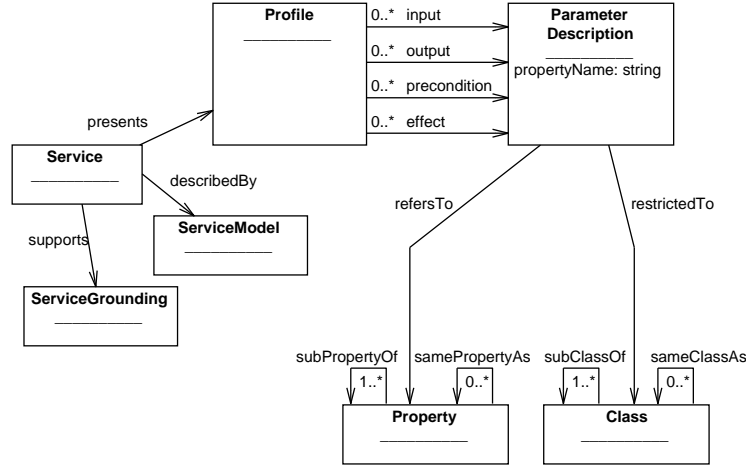 Profile
0..* input
0..* output
0..* precondition
0..* effect
Parameter
Description
propertyName: string
presents
Service
describedBy
ServiceModel
supports
ServiceGrounding
refersTo
restrictedTo
subPropertyOf
samePropertyAs
subClassOf
sameClassAs
1..*
0..*
1..*
0..*
Property
Class